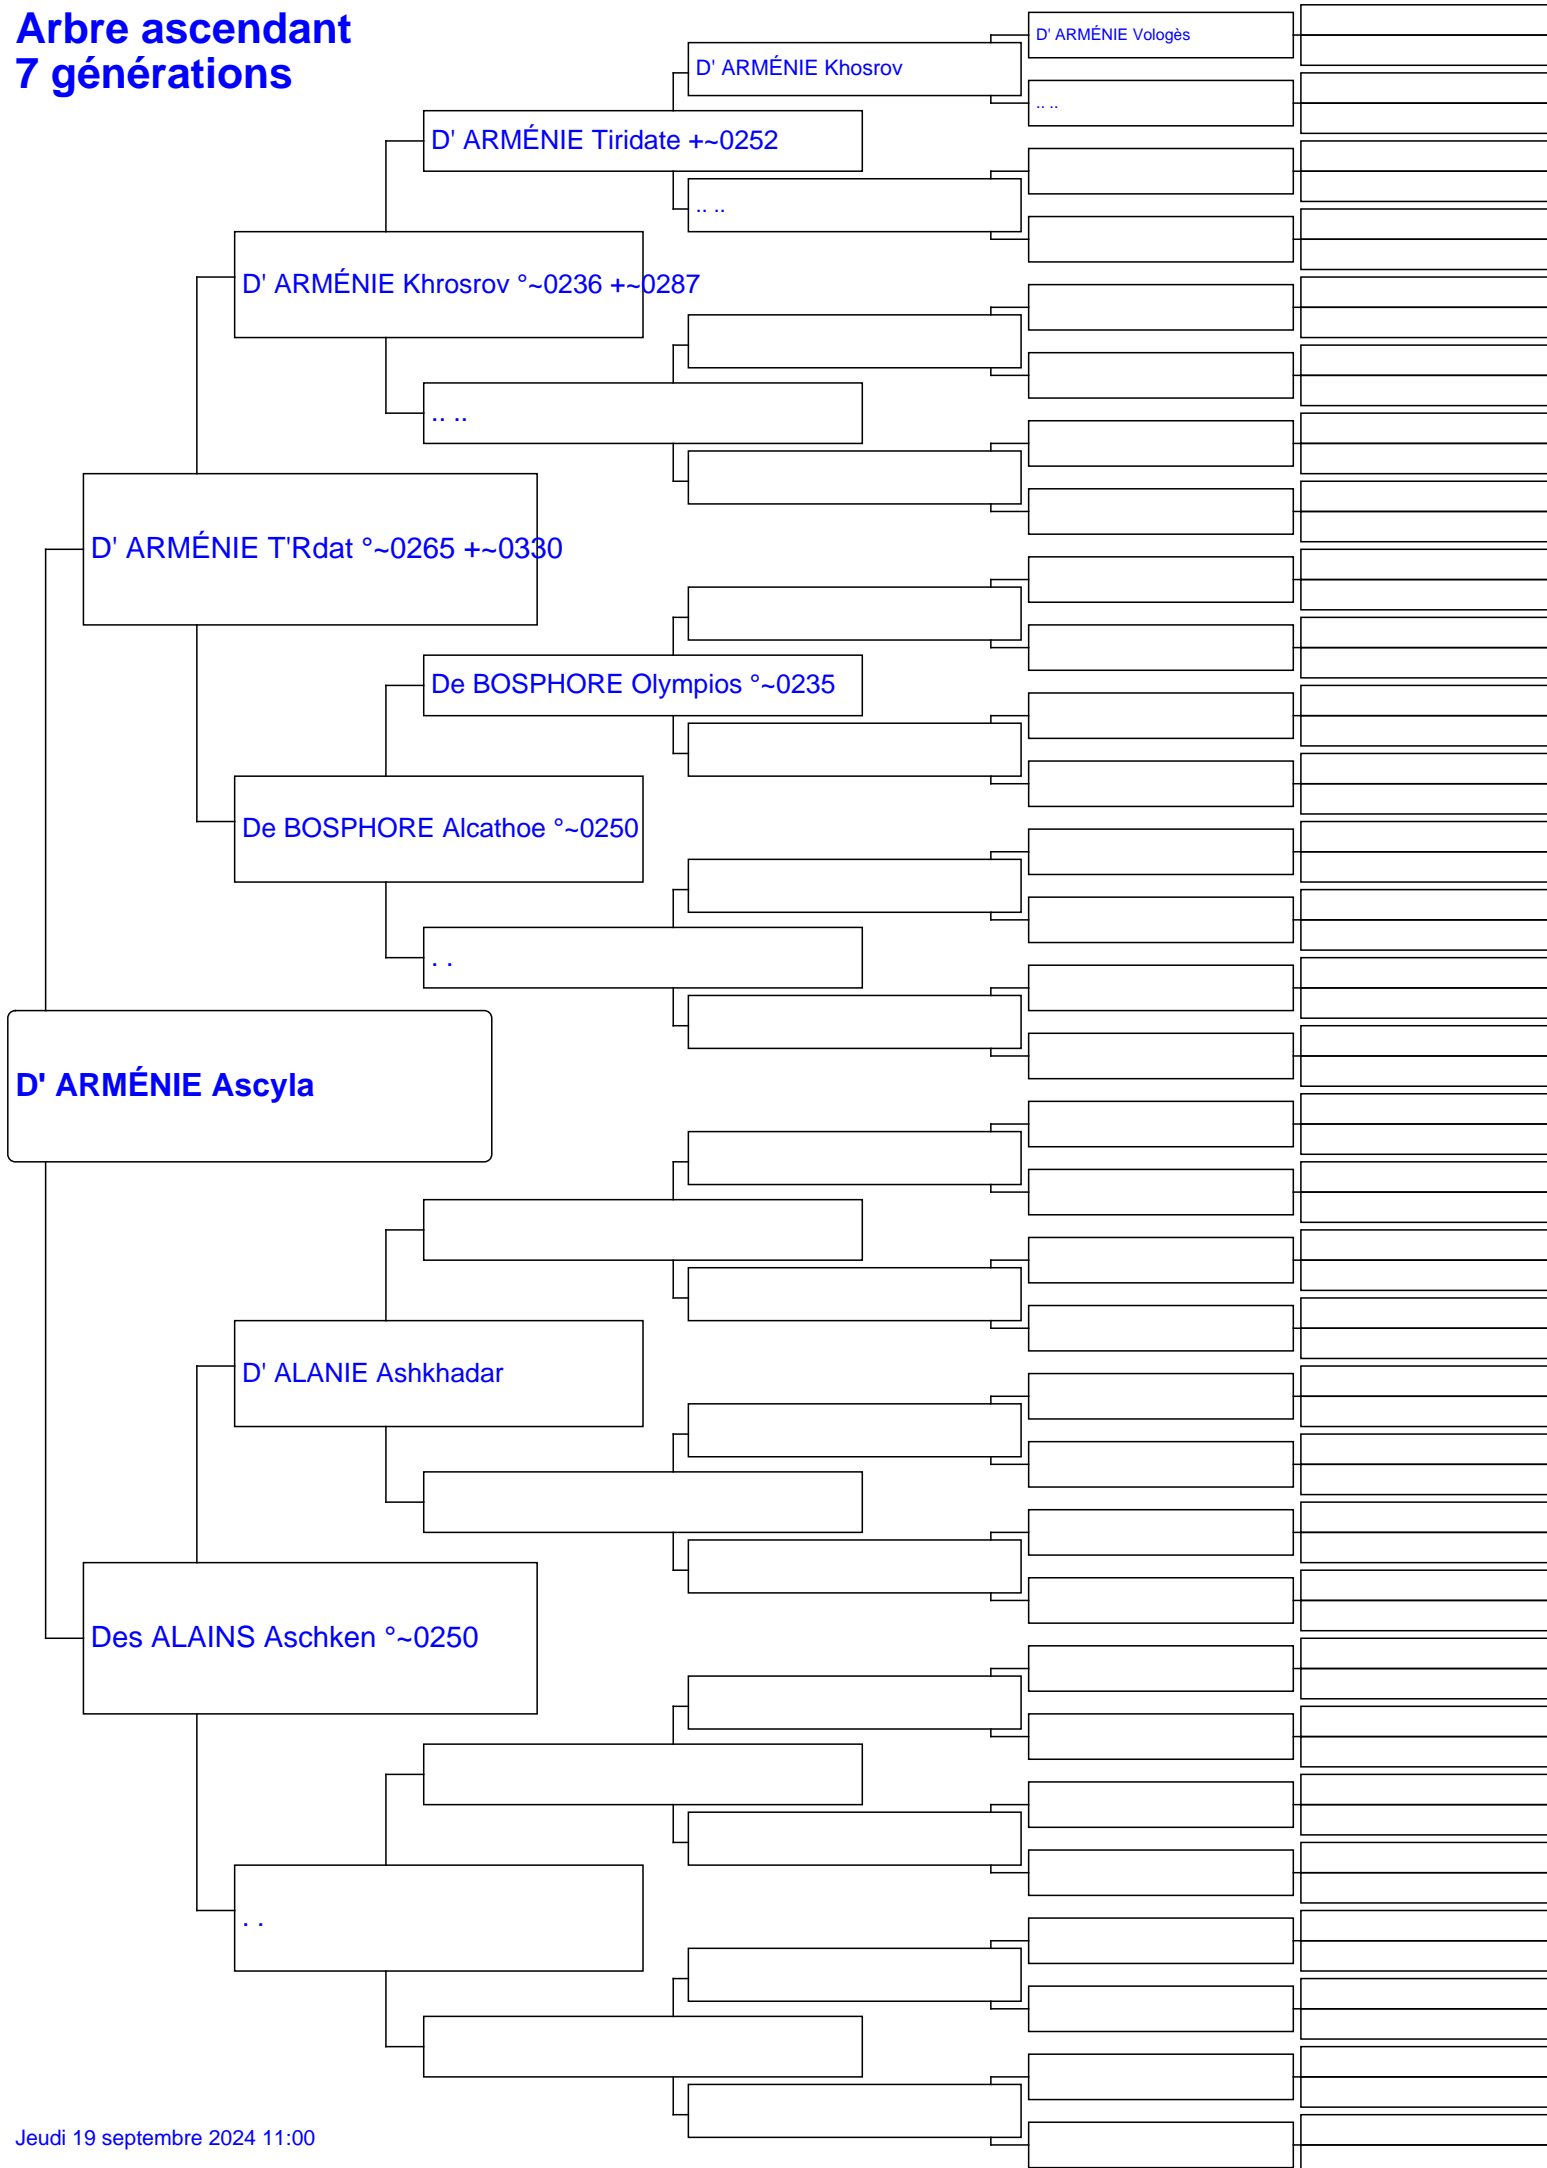 Arbre ascendant
7 générations
D' ARMÉNIE Vologès
D' ARMÉNIE Khosrov
.. ..
D' ARMÉNIE Tiridate +~0252
.. ..
D' ARMÉNIE Khrosrov °~0236 +~0287
.. ..
D' ARMÉNIE T'Rdat °~0265 +~0330
De BOSPHORE Olympios °~0235
De BOSPHORE Alcathoe °~0250
. .
D' ARMÉNIE Ascyla
D' ALANIE Ashkhadar
Des ALAINS Aschken °~0250
. .
Jeudi 19 septembre 2024 11:00